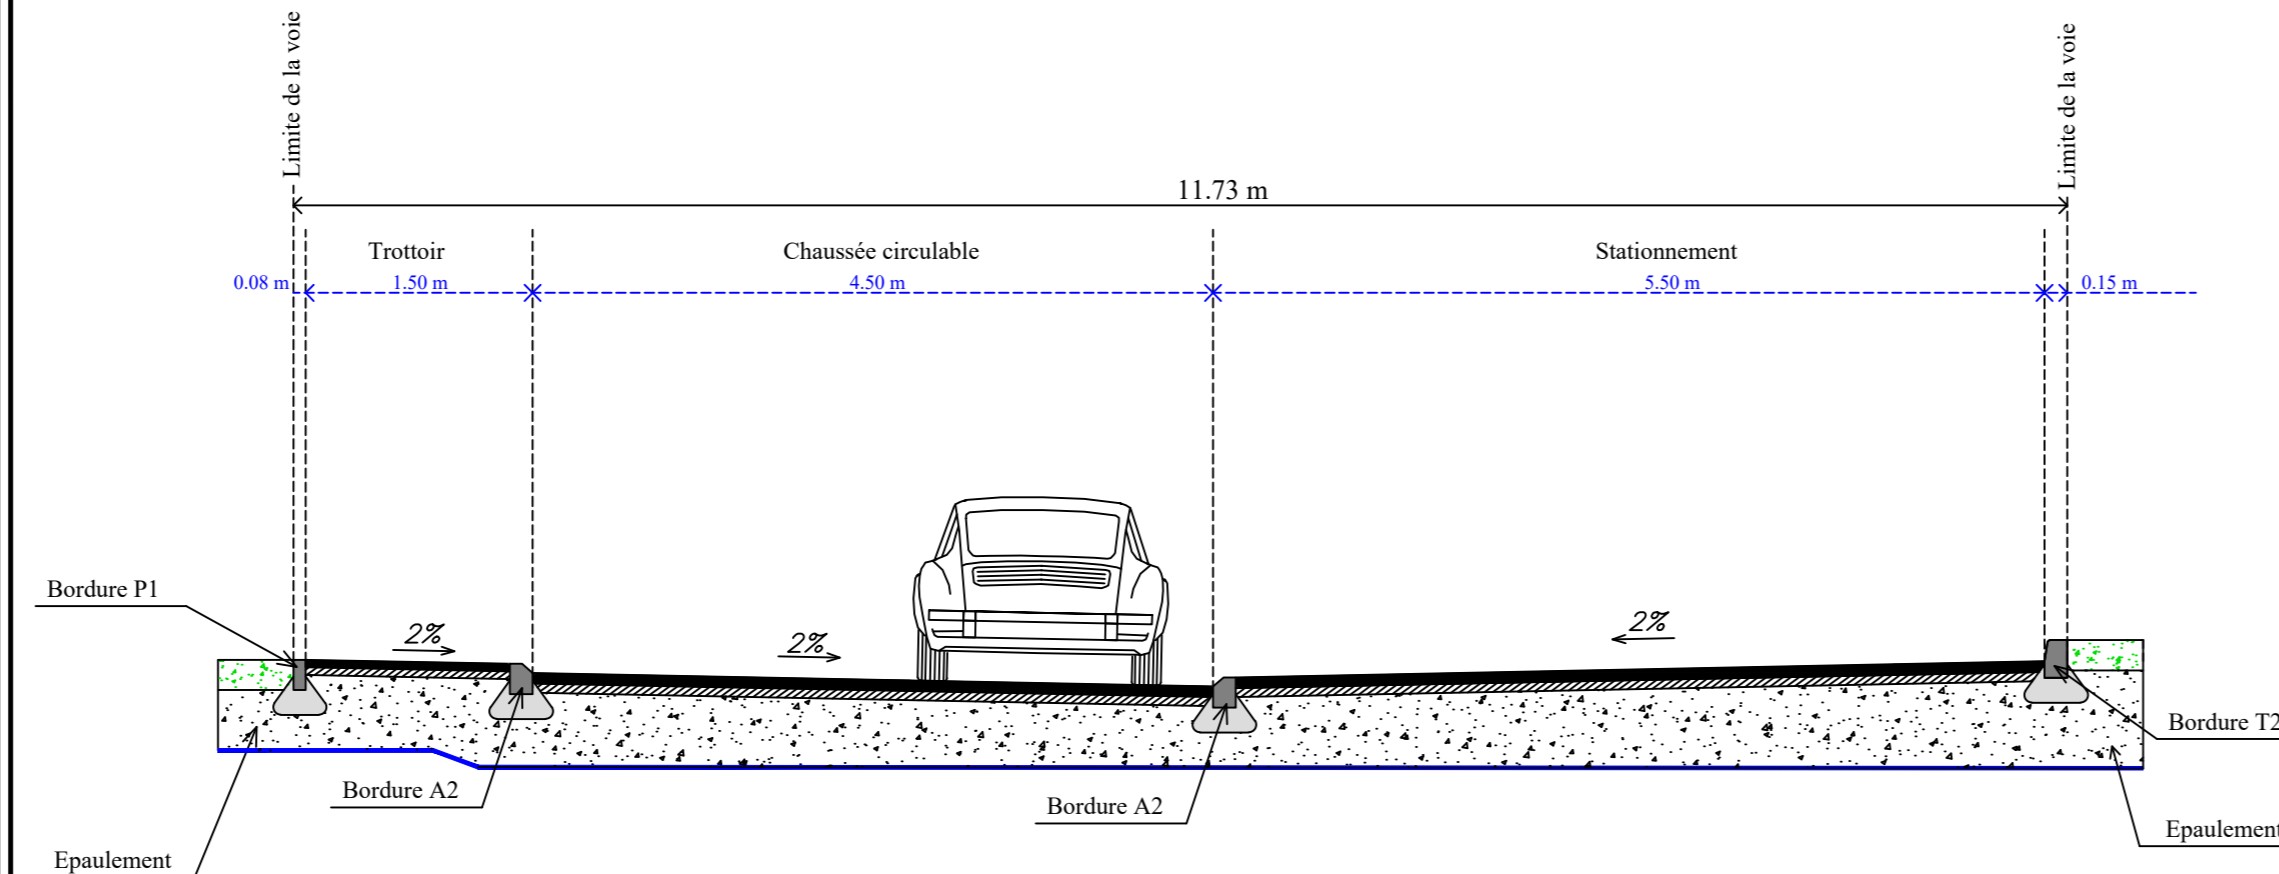 Limite de la voie
Limite de la voie
11.73 m
Trottoir
Chaussée circulable
Stationnement
0.08 m
1.50 m
4.50 m
5.50 m
0.15 m
Bordure P1
2%
2%
2%
Bordure T2
Bordure A2
Bordure A2
Epaulement
Epaulement